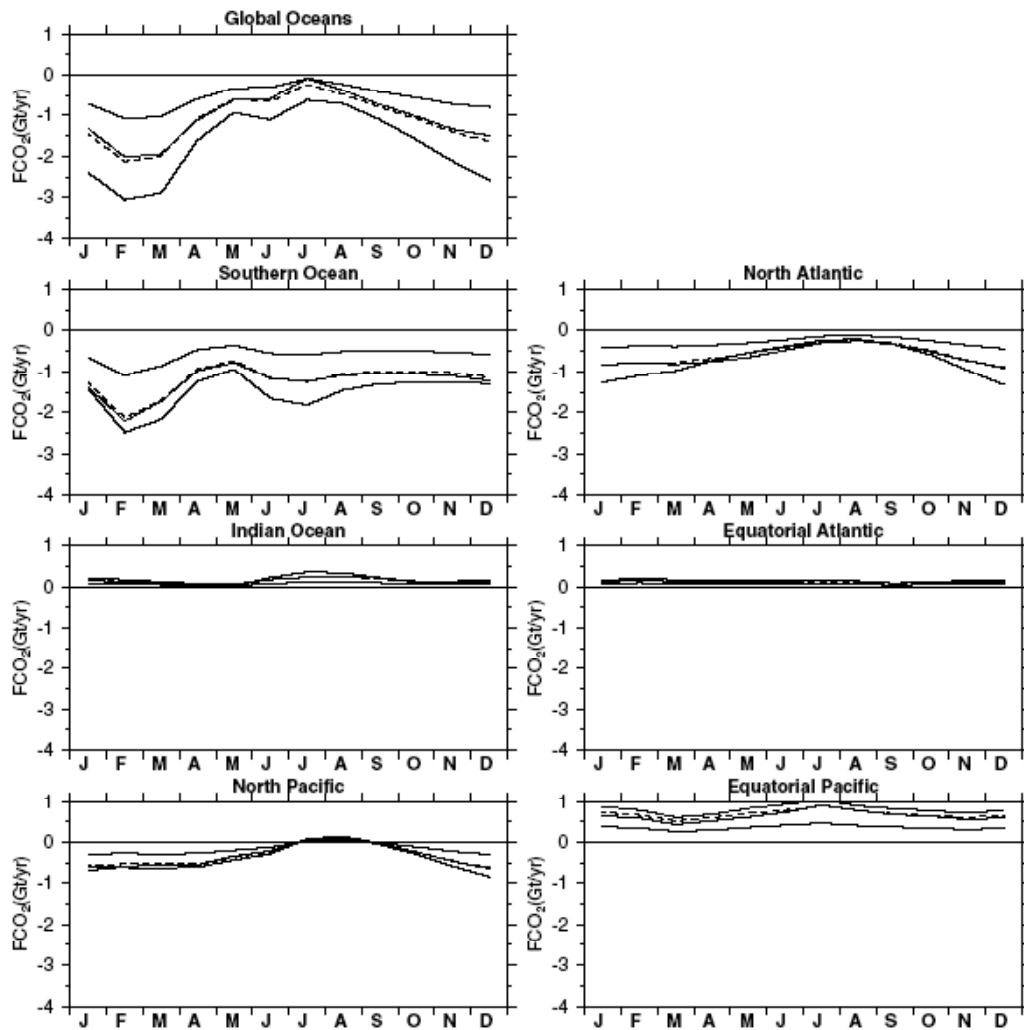 Global Oceans
1
0
-1
-2
-3
-4
FCO₂(Gt/yr)
J F M A M J J A S O N D
Southern Ocean
1
0
-1
-2
-3
-4
FCO₂(Gt/yr)
J F M A M J J A S O N D
North Atlantic
1
0
-1
-2
-3
-4
FCO₂(Gt/yr)
J F M A M J J A S O N D
Indian Ocean
1
0
-1
-2
-3
-4
FCO₂(Gt/yr)
J F M A M J J A S O N D
Equatorial Atlantic
1
0
-1
-2
-3
-4
FCO₂(Gt/yr)
J F M A M J J A S O N D
North Pacific
1
0
-1
-2
-3
-4
FCO₂(Gt/yr)
J F M A M J J A S O N D
Equatorial Pacific
1
0
-1
-2
-3
-4
FCO₂(Gt/yr)
J F M A M J J A S O N D